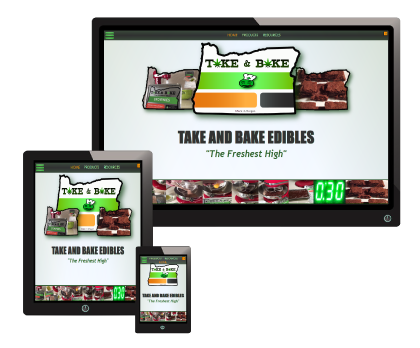 HOME PRODUCTS RESOURCES
T★KE & B★KE
TAKE AND BAKE EDIBLES
"The Freshest High"
0:30
HOME PRODUCTS RESOURCES
T★KE & B★KE
TAKE AND BAKE EDIBLES
"The Freshest High"
0:30
T★KE & B★KE
TAKE AND BAKE EDIBLES
"The Freshest High"